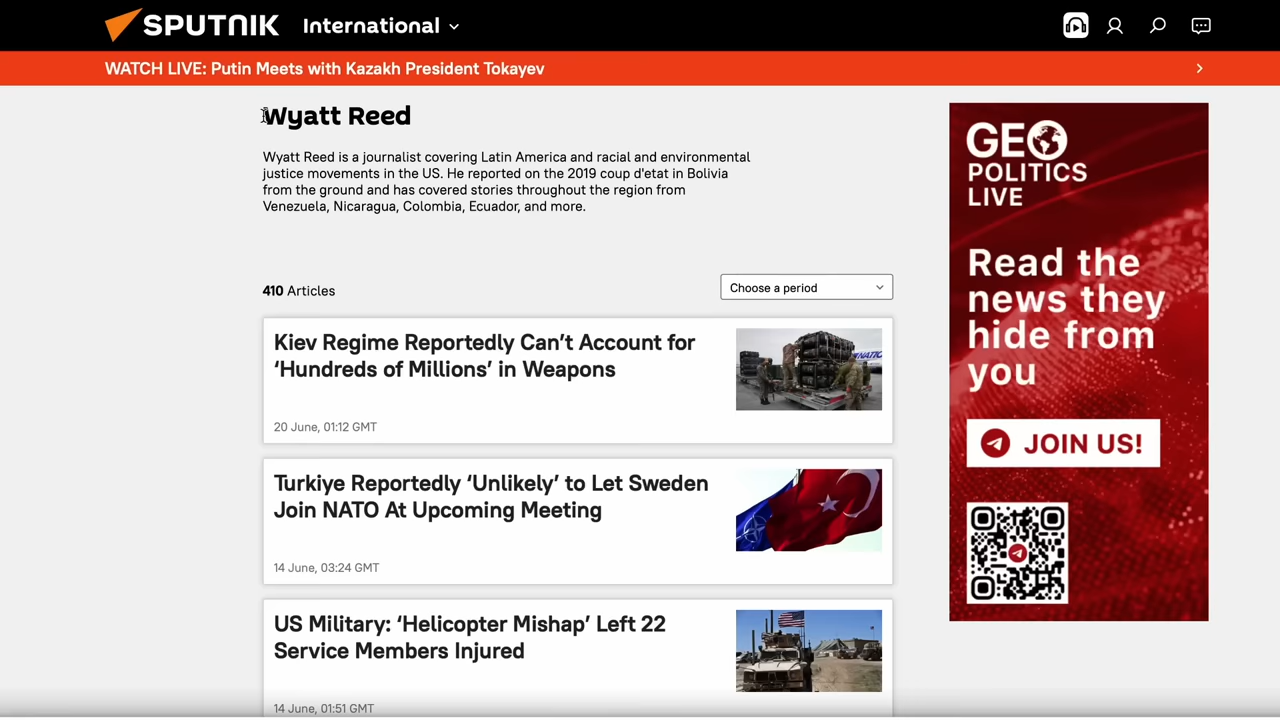 SPUTNIK
International
WATCH LIVE: Putin Meets with Kazakh President Tokayev
Wyatt Reed
Wyatt Reed is a journalist covering Latin America and racial and environmental
justice movements in the US. He reported on the 2019 coup d'etat in Bolivia
from the ground and has covered stories throughout the region from
Venezuela, Nicaragua, Colombia, Ecuador, and more.
410 Articles
Choose a period
Kiev Regime Reportedly Can’t Account for
‘Hundreds of Millions’ in Weapons
20 June, 01:12 GMT
Turkiye Reportedly ‘Unlikely’ to Let Sweden
Join NATO At Upcoming Meeting
14 June, 03:24 GMT
US Military: ‘Helicopter Mishap’ Left 22
Service Members Injured
14 June, 01:51 GMT
GEO
POLITICS
LIVE
Read the
news they
hide from
you
JOIN US!